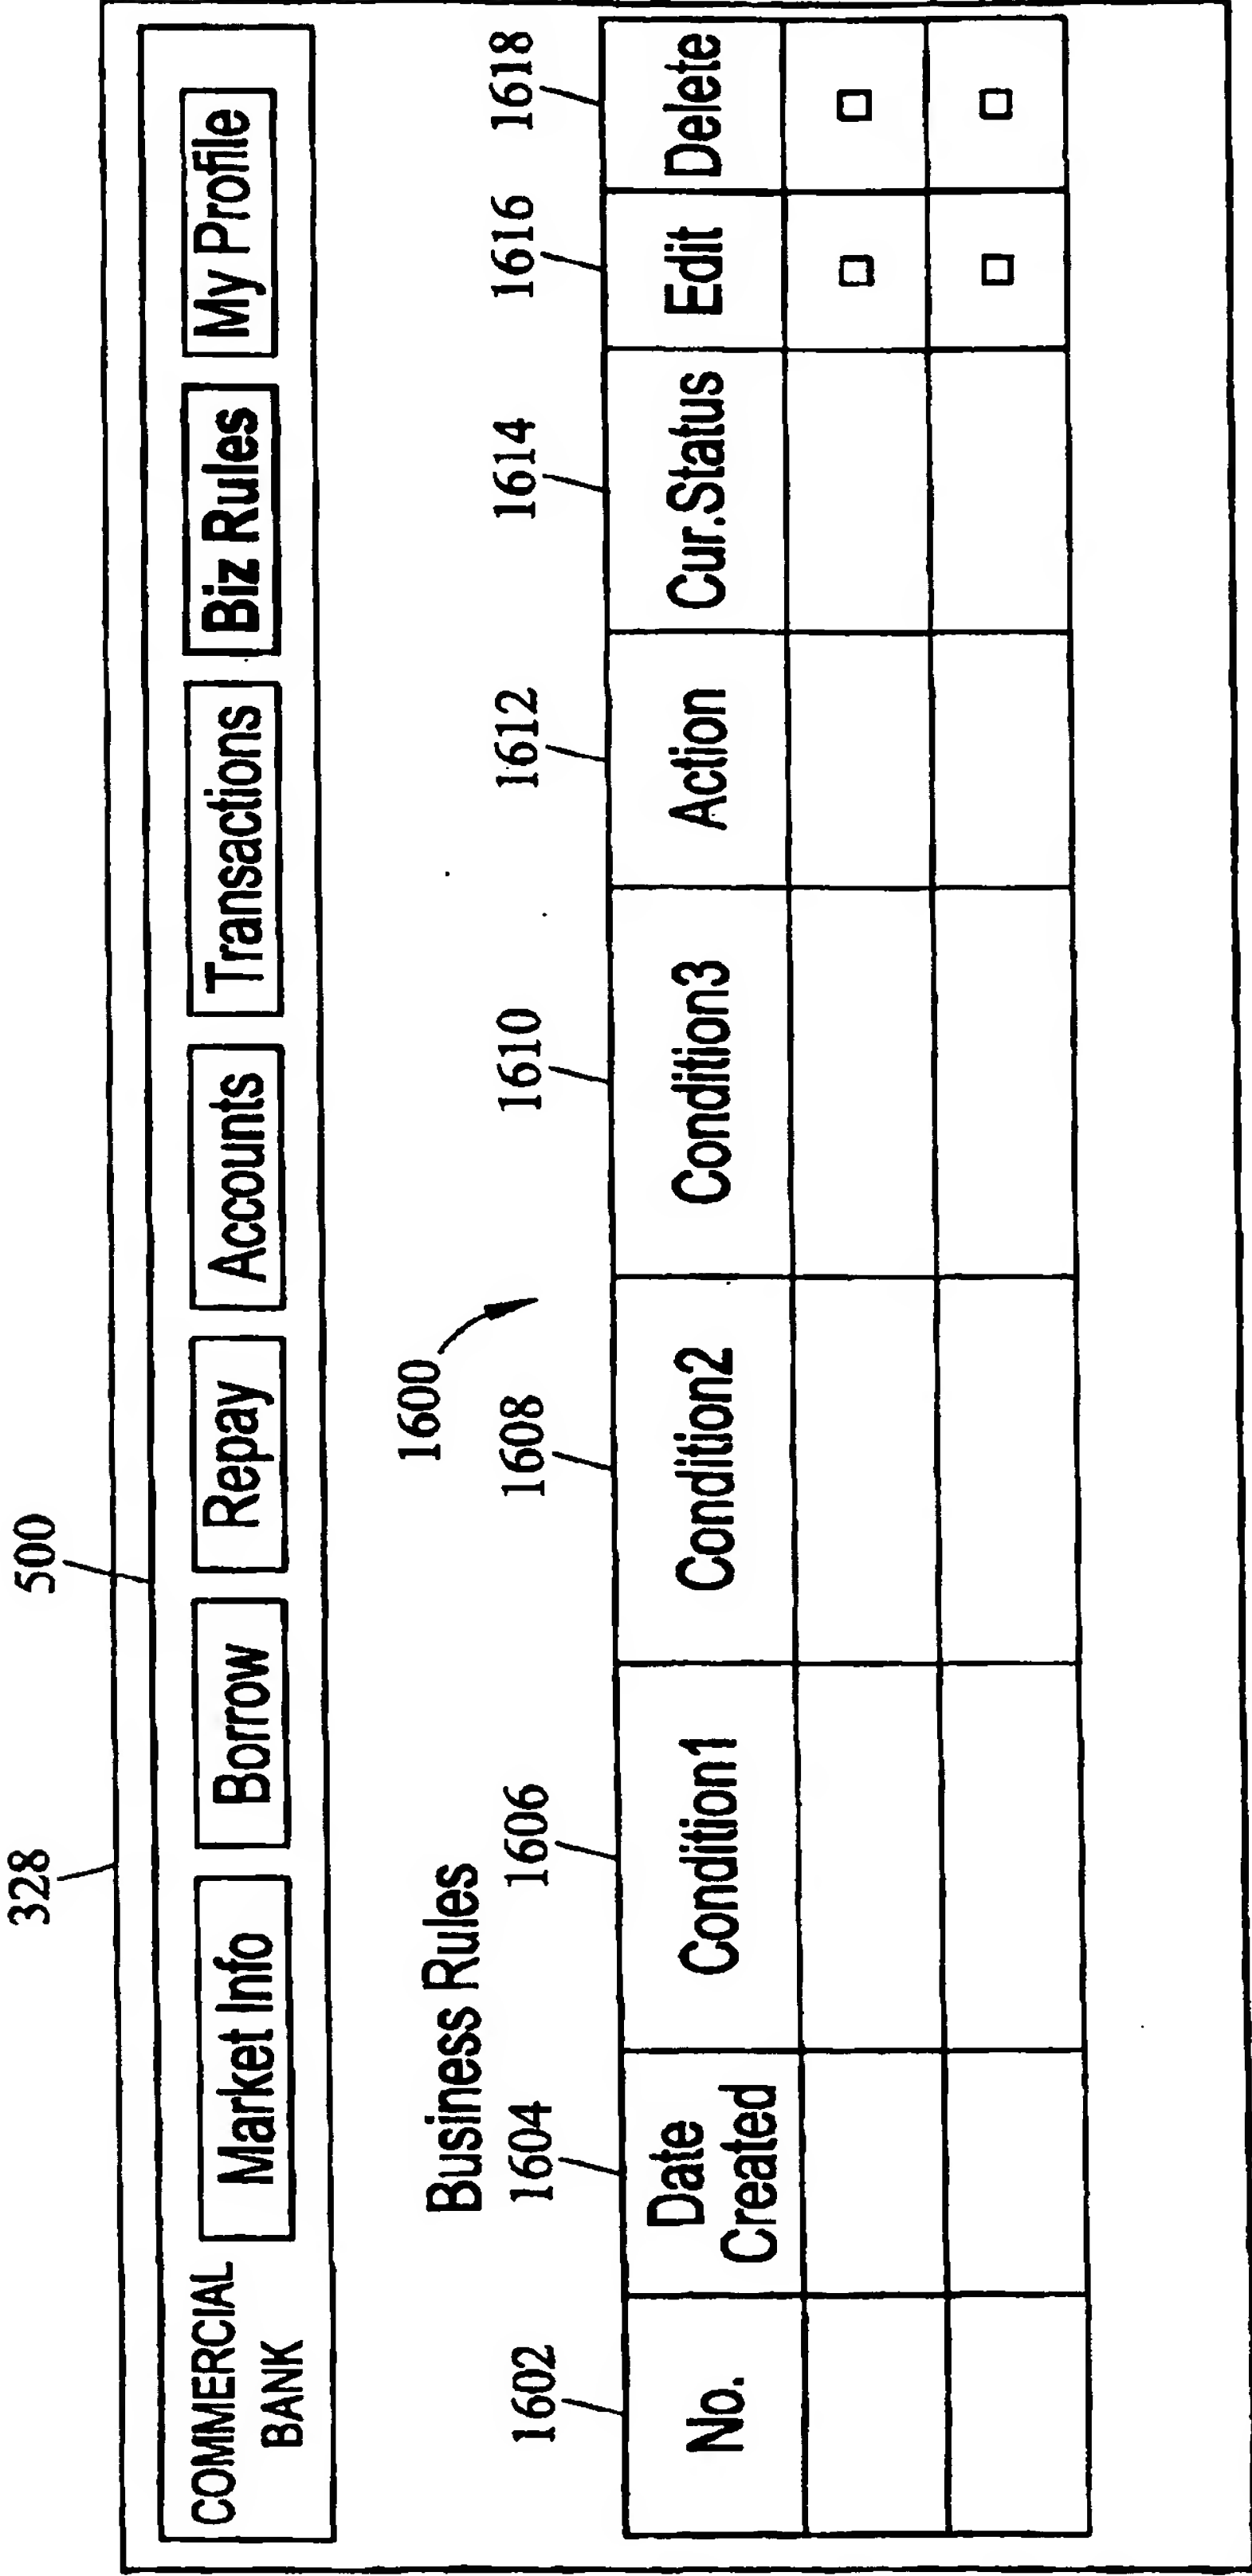 328 500
COMMERCIAL
BANK
Market Info Borrow Repay Accounts Transactions Biz Rules My Profile
1600
Business Rules
1602 1604 1606 1608 1610 1612 1614 1616 1618
No. Date Created Condition1 Condition2 Condition3 Action Cur.Status Edit Delete